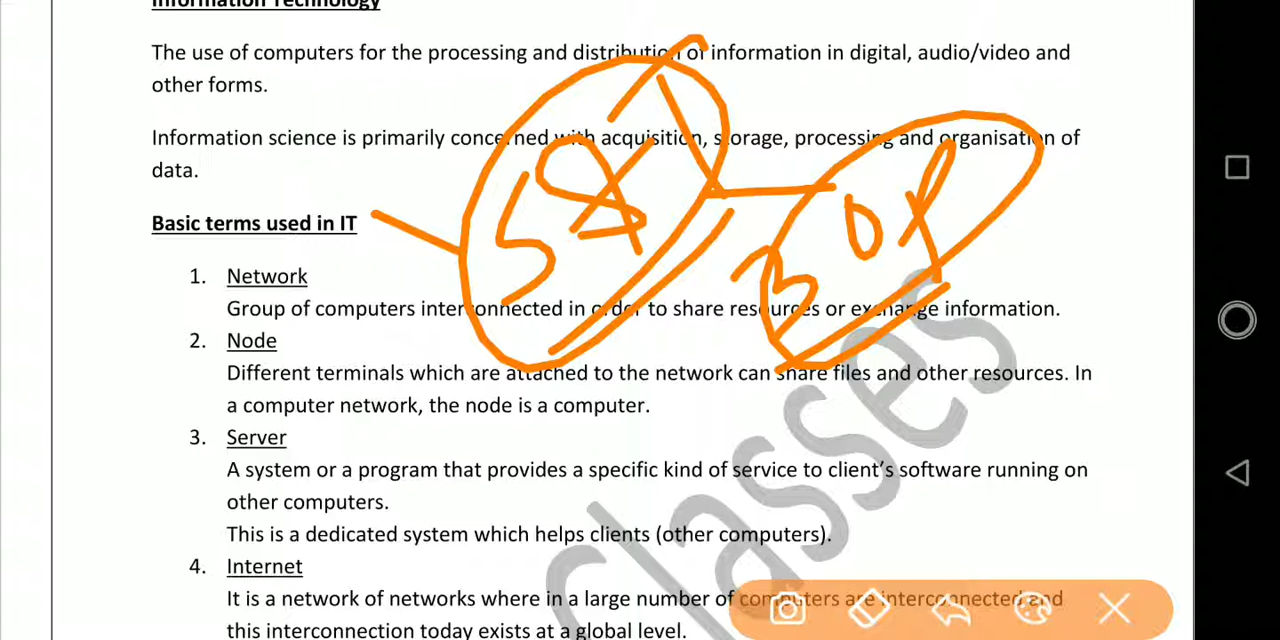 Information Technology
The use of computers for the processing and distribution of information in digital, audio/video and
other forms.
Information science is primarily concerned with acquisition, storage, processing and organisation of
data.
Basic terms used in IT
1. Network
Group of computers interconnected in order to share resources or exchange information.
2. Node
Different terminals which are attached to the network can share files and other resources. In
a computer network, the node is a computer.
3. Server
A system or a program that provides a specific kind of service to client's software running on
other computers.
This is a dedicated system which helps clients (other computers).
4. Internet
It is a network of networks where in a large number of computers are interconnected and
this interconnection today exists at a global level.
Classes